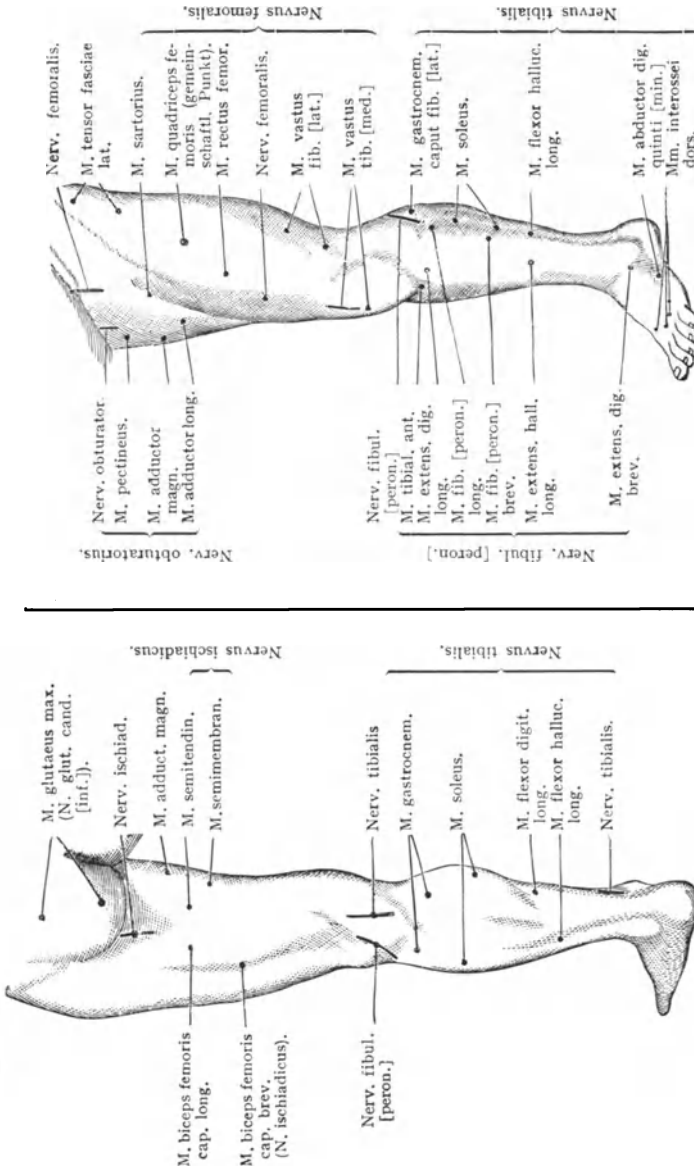 Nervus femoralis.
Nervus tibialis.
Nerv. femoralis.
M. tensor fasciae
lat.
M. sartorius.
M. quadriceps fe-
moris (gemein-
schaftl. Punkt).
M. rectus femor.
Nerv. femoralis.
M. vastus
fib. [lat.]
M. vastus
tib. [med.]
M. gastrocnem.
caput fib. [lat.]
M. soleus.
M. flexor halluc.
long.
M. abductor dig.
quinti [min.]
Mm. interossei
dors.
Nerv. obturator.
M. pectineus.
M. adductor
magn.
M. adductor long.
Nerv. fibul.
[peron.]
M. tibial. ant.
M. extens. dig.
long.
M. fib. [peron.]
long.
M. fib. [peron.]
brev.
M. extens. hall.
long.
M. extens. dig.
brev.
Nerv. obturatorius.
Nerv. fibul. [peron.]
Nervus ischiadicus.
Nervus tibialis.
M. glutaeus max.
(N. glut. cand.
[inf.]).
Nerv. ischiad.
M. adduct. magn.
M. semitendin.
M. semimembran.
Nerv. tibialis
M. gastrocnem.
M. soleus.
M. flexor digit.
long.
M. flexor halluc.
long.
Nerv. tibialis.
M. biceps femoris
cap. long.
M. biceps femoris
cap. brev.
(N. ischiadicus).
Nerv. fibul.
[peron.]